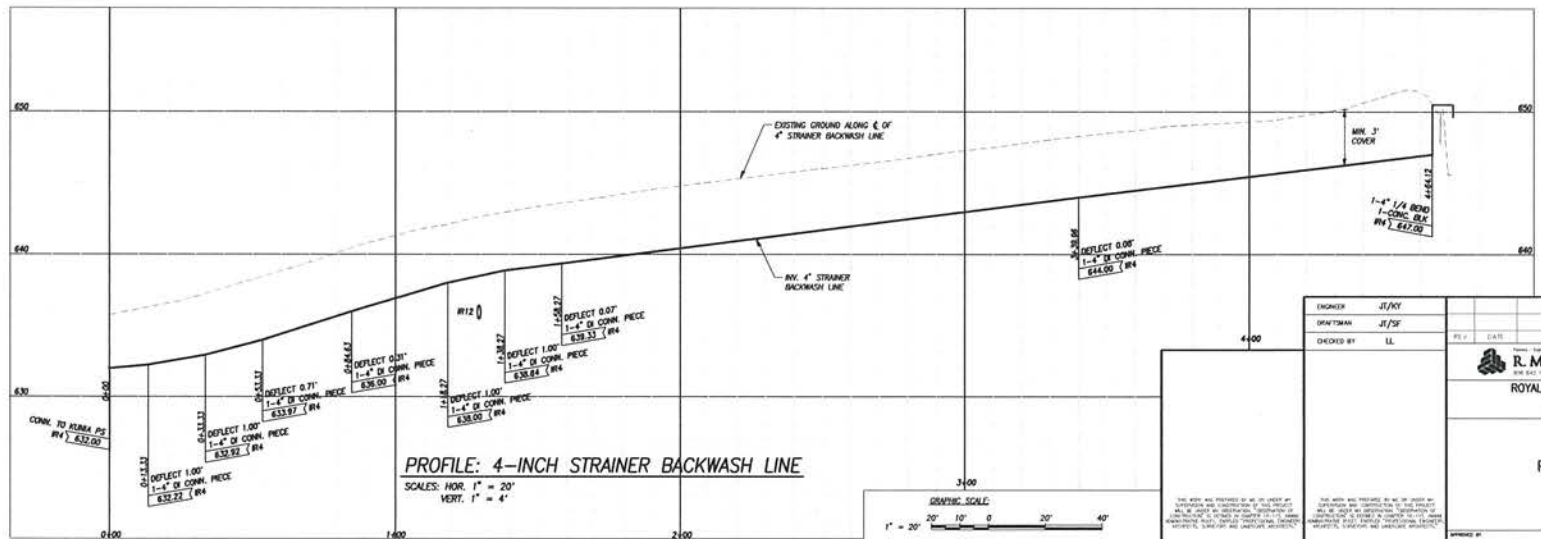 650
650
640
640
630
EXISTING GROUND ALONG ℄ OF
4" STRAINER BACKWASH LINE
MIN. 3'
COVER
INV. 4" STRAINER
BACKWASH LINE
0+00
CONN. TO KUNIA PS
IR4 632.00
0+13.33
DEFLECT 1.00'
1-4" DI CONN. PIECE
632.22 IR4
0+33.33
DEFLECT 1.00'
1-4" DI CONN. PIECE
632.92 IR4
0+53.33
DEFLECT 0.71'
1-4" DI CONN. PIECE
633.97 IR4
0+84.63
DEFLECT 0.31'
1-4" DI CONN. PIECE
636.00 IR4
1+18.27
DEFLECT 1.00'
1-4" DI CONN. PIECE
638.00 IR4
IR12
1+38.27
DEFLECT 1.00'
1-4" DI CONN. PIECE
638.84 IR4
1+58.27
DEFLECT 0.07'
1-4" DI CONN. PIECE
639.33 IR4
DEFLECT 0.06'
1-4" DI CONN. PIECE
644.00 IR4
4+64.12
1-4" 1/4 BEND
1-CONC. BLK
IR4 647.00
PROFILE: 4-INCH STRAINER BACKWASH LINE
SCALES: HOR. 1" = 20'
VERT. 1" = 4'
0+00
1+00
2+00
3+00
4+00
GRAPHIC SCALE:
1" = 20'
20' 10' 0 20' 40'
ENGINEER JT/KY
DRAFTSMAN JT/SF
CHECKED BY LL
DATE
R. M
ROYAL
APPROVED BY